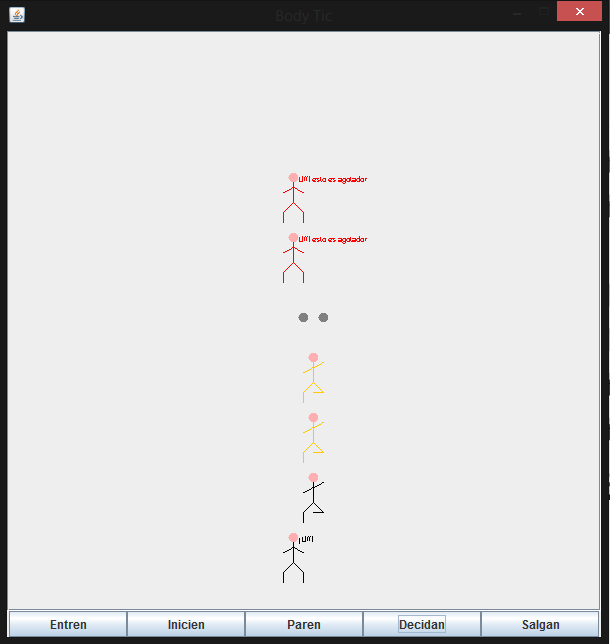 Body Tic
Uff! esto es agotador
Uff! esto es agotador
¡Uff!
Entren Inicien Paren Decidan Salgan